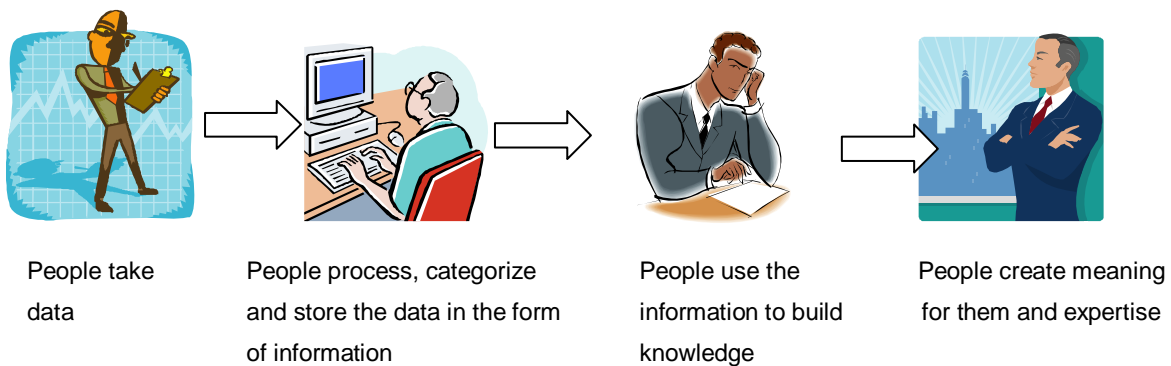 People take
data
People process, categorize
and store the data in the form
of information
People use the
information to build
knowledge
People create meaning
for them and expertise